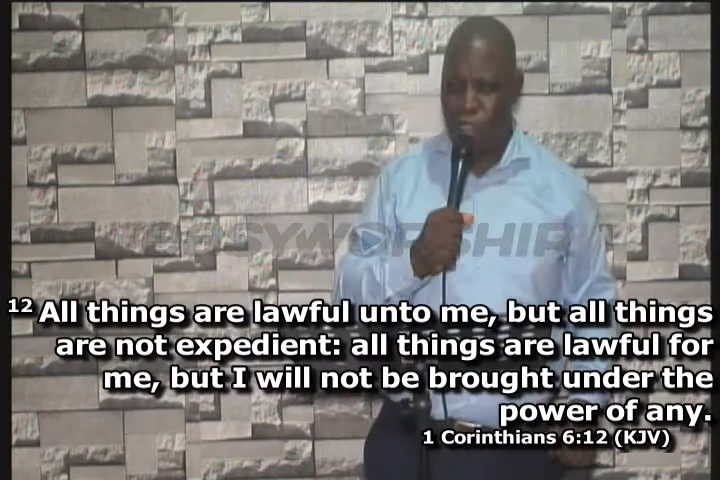 EASYWORSHIP
12 All things are lawful unto me, but all things
are not expedient: all things are lawful for
me, but I will not be brought under the
power of any.
1 Corinthians 6:12 (KJV)